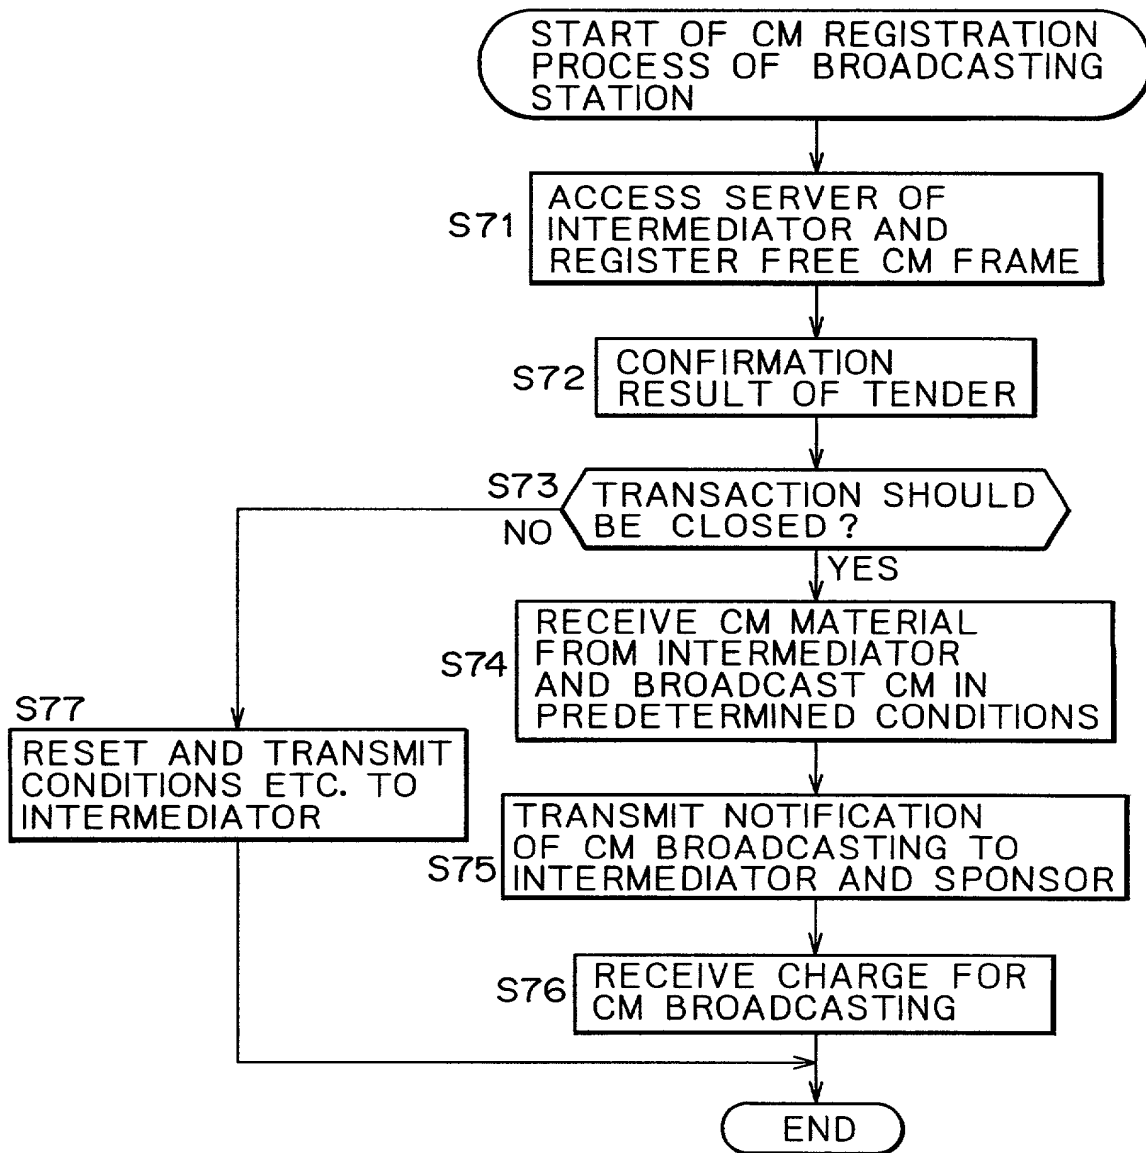 START OF CM REGISTRATION
PROCESS OF BROADCASTING
STATION
S71
ACCESS SERVER OF
INTERMEDIATOR AND
REGISTER FREE CM FRAME
S72
CONFIRMATION
RESULT OF TENDER
S73
TRANSACTION SHOULD
BE CLOSED?
NO
YES
S74
RECEIVE CM MATERIAL
FROM INTERMEDIATOR
AND BROADCAST CM IN
PREDETERMINED CONDITIONS
S77
RESET AND TRANSMIT
CONDITIONS ETC. TO
INTERMEDIATOR
S75
TRANSMIT NOTIFICATION
OF CM BROADCASTING TO
INTERMEDIATOR AND SPONSOR
S76
RECEIVE CHARGE FOR
CM BROADCASTING
END